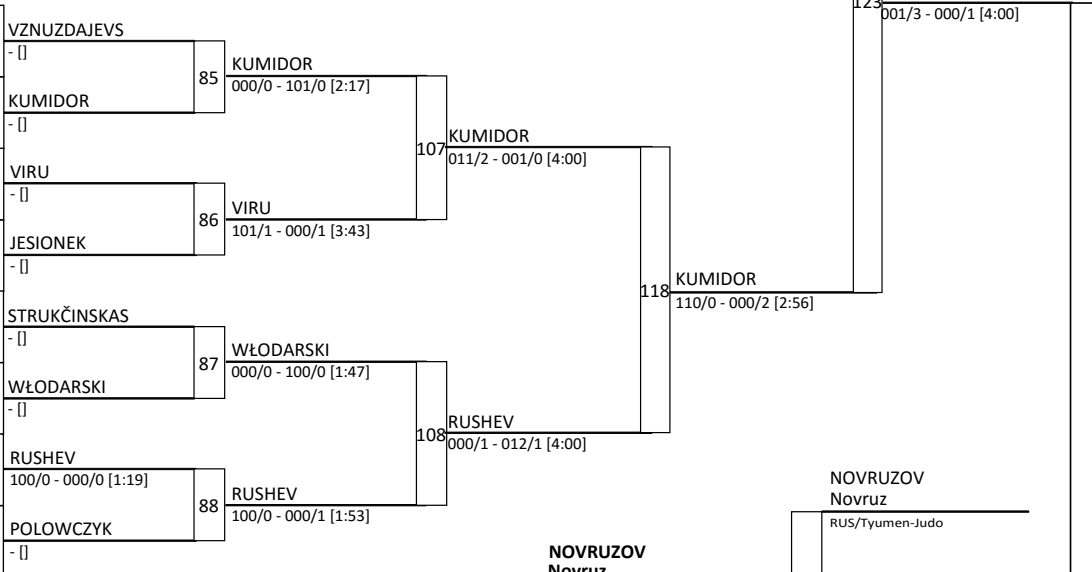 VZNUZDAJEVS
- []
85
KUMIDOR
000/0 - 101/0 [2:17]
KUMIDOR
- []
107
KUMIDOR
011/2 - 001/0 [4:00]
VIRU
- []
86
VIRU
101/1 - 000/1 [3:43]
JESIONEK
- []
118
KUMIDOR
110/0 - 000/2 [2:56]
123
001/3 - 000/1 [4:00]
STRUKČINSKAS
- []
87
WŁODARSKI
000/0 - 100/0 [1:47]
WŁODARSKI
- []
108
RUSHEV
000/1 - 012/1 [4:00]
RUSHEV
100/0 - 000/0 [1:19]
88
RUSHEV
100/0 - 000/1 [1:53]
POLOWCZYK
- []
NOVRUZOV
Novruz
RUS/Tyumen-Judo
NOVRUZOV
Novruz